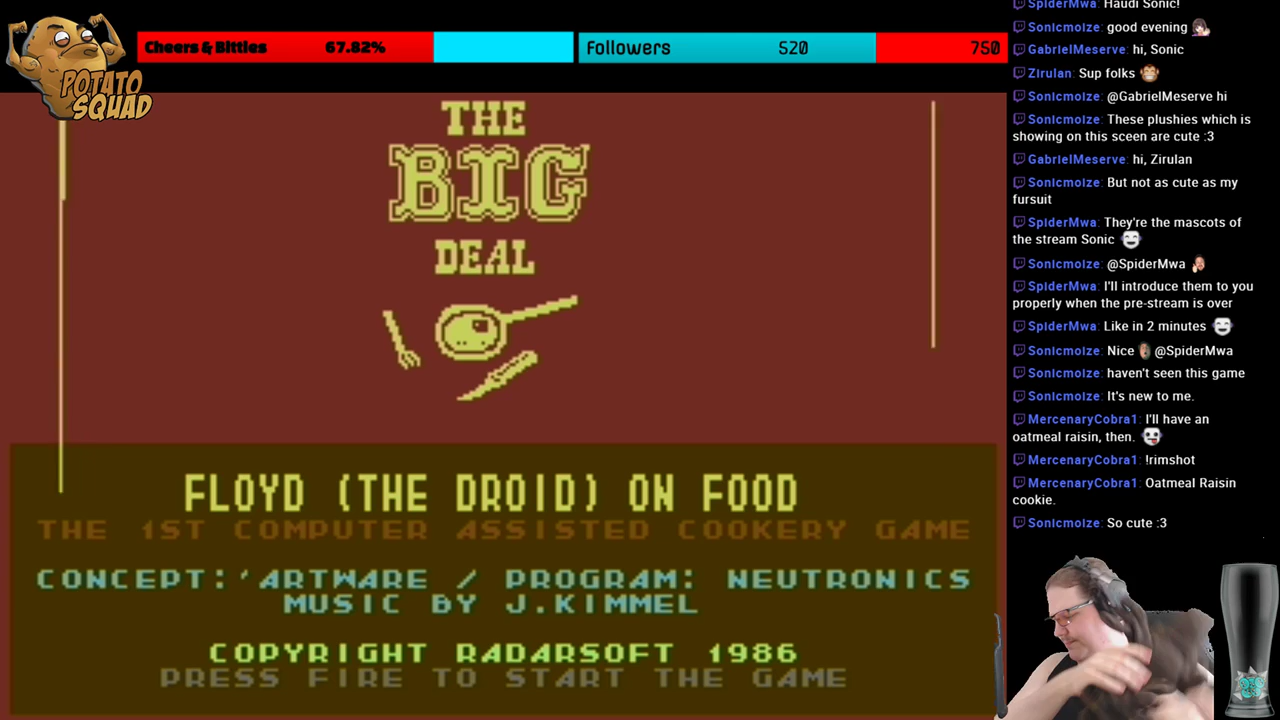 Cheers & Bitties 67.82%
Followers 520 750
POTATO
SQUAD
THE
BIG
DEAL
FLOYD (THE DROID) ON FOOD
THE 1ST COMPUTER ASSISTED COOKERY GAME
CONCEPT:'ARTWARE / PROGRAM: NEUTRONICS
MUSIC BY J.KIMMEL
COPYRIGHT RADARSOFT 1986
PRESS FIRE TO START THE GAME
SpiderMwa: Haudi Sonic!
Sonicmoize: good evening
GabrielMeserve: hi, Sonic
Zirulan: Sup folks
Sonicmoize: @GabrielMeserve hi
Sonicmoize: These plushies which is
showing on this sceen are cute :3
GabrielMeserve: hi, Zirulan
Sonicmoize: But not as cute as my
fursuit
SpiderMwa: They're the mascots of
the stream Sonic
Sonicmoize: @SpiderMwa
SpiderMwa: I'll introduce them to you
properly when the pre-stream is over
SpiderMwa: Like in 2 minutes
Sonicmoize: Nice @SpiderMwa
Sonicmoize: haven't seen this game
Sonicmoize: It's new to me.
MercenaryCobra1: I'll have an
oatmeal raisin, then.
MercenaryCobra1: !rimshot
MercenaryCobra1: Oatmeal Raisin
cookie.
Sonicmoize: So cute :3